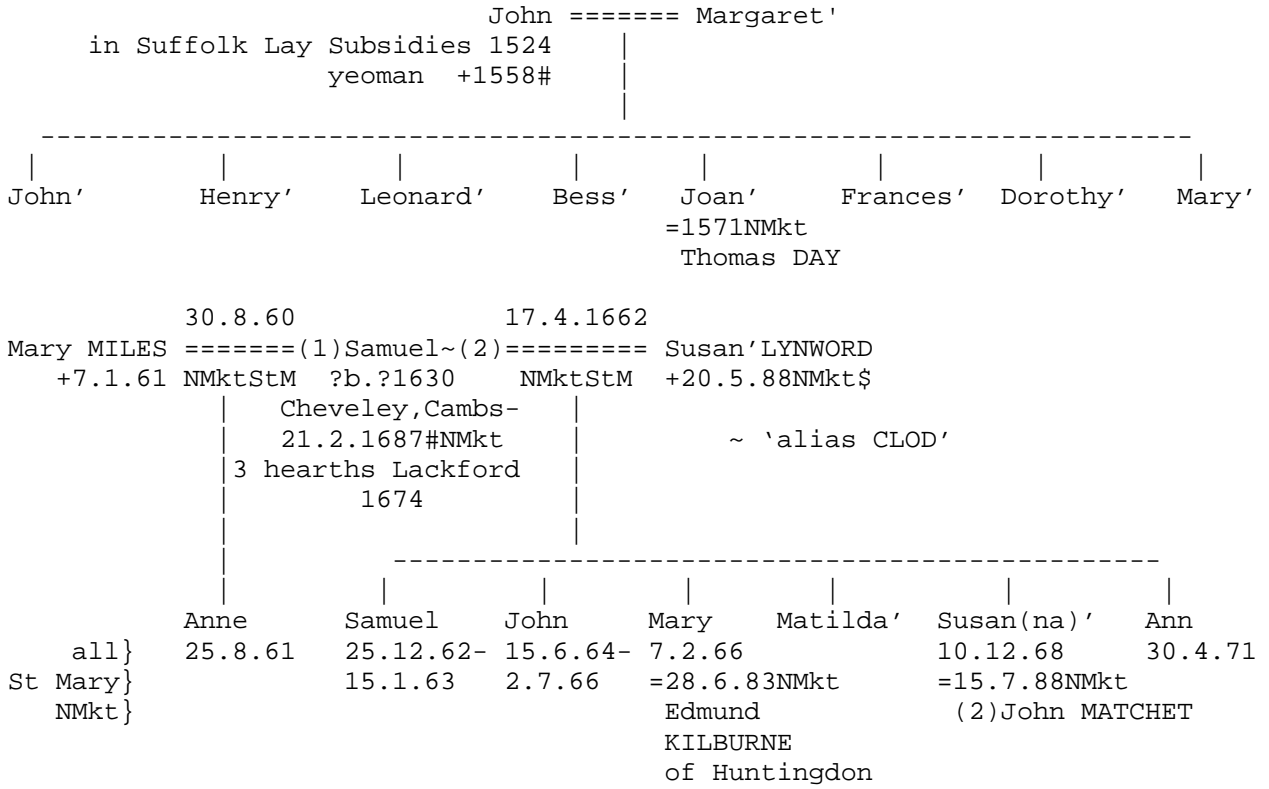 John ======= Margaret'
in Suffolk Lay Subsidies 1524 |
yeoman +1558# |
|
------------------------------------------------------------------------
| | | | | | | |
John’ Henry’ Leonard’ Bess’ Joan’ Frances’ Dorothy’ Mary’
=1571NMkt
Thomas DAY
30.8.60 17.4.1662
Mary MILES =======(1)Samuel~(2)========= Susan’LYNWORD
+7.1.61 NMktStM ?b.?1630 NMktStM +20.5.88NMkt$
| Cheveley,Cambs- |
| 21.2.1687#NMkt | ~ ‘alias CLOD’
|3 hearths Lackford |
| 1674 |
| |
| ------------------------------------------------
| | | | | | |
Anne Samuel John Mary Matilda’ Susan(na)’ Ann
all} 25.8.61 25.12.62- 15.6.64- 7.2.66 10.12.68 30.4.71
St Mary} 15.1.63 2.7.66 =28.6.83NMkt =15.7.88NMkt
NMkt} Edmund (2)John MATCHET
KILBURNE
of Huntingdon